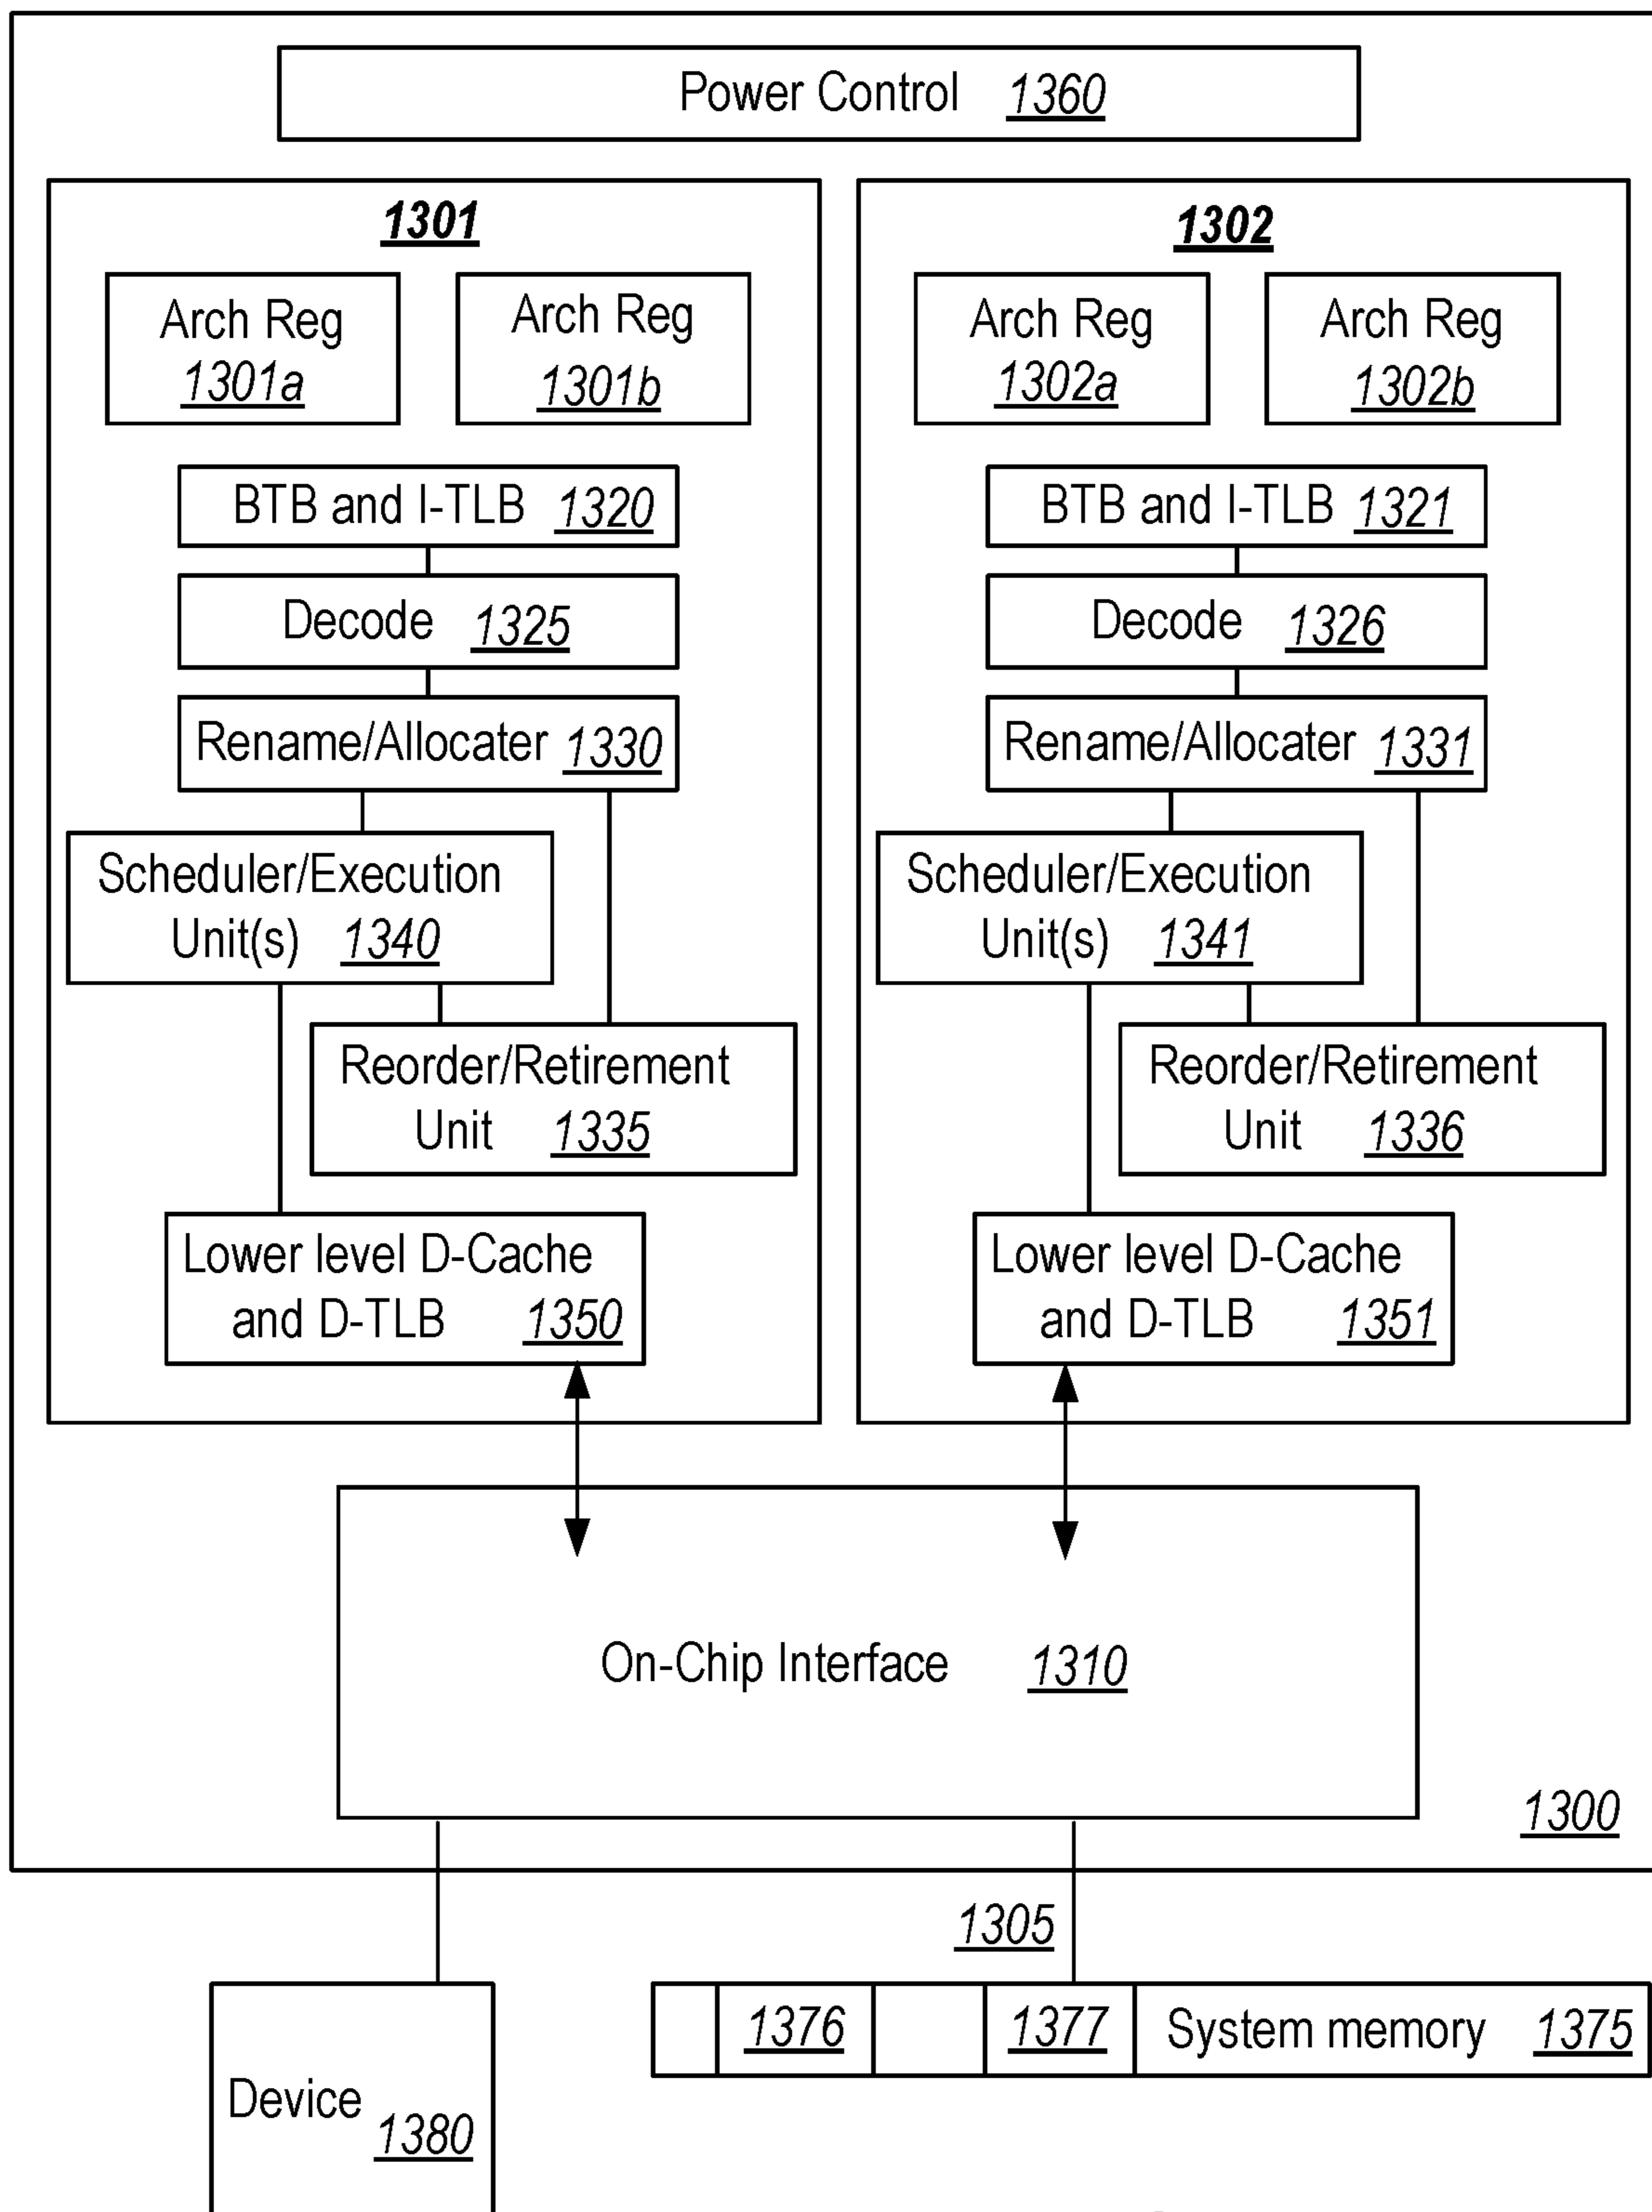 Power Control 1360
1301
Arch Reg
1301a
Arch Reg
1301b
BTB and I-TLB 1320
Decode 1325
Rename/Allocater 1330
Scheduler/Execution
Unit(s) 1340
Reorder/Retirement
Unit 1335
Lower level D-Cache
and D-TLB 1350
1302
Arch Reg
1302a
Arch Reg
1302b
BTB and I-TLB 1321
Decode 1326
Rename/Allocater 1331
Scheduler/Execution
Unit(s) 1341
Reorder/Retirement
Unit 1336
Lower level D-Cache
and D-TLB 1351
On-Chip Interface 1310
1300
1305
1376
1377
System memory 1375
Device 1380